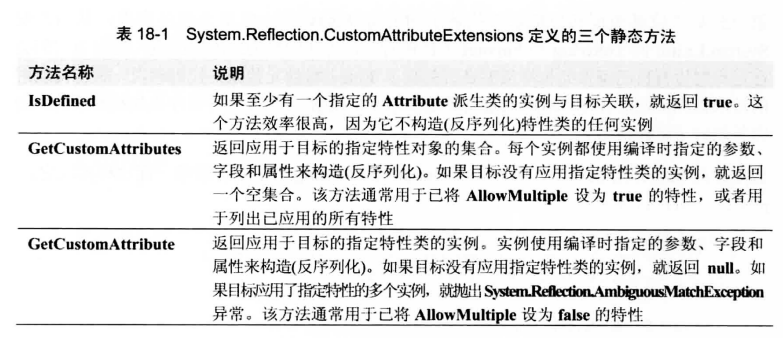 表 18-1 System.Reflection.CustomAttributeExtensions 定义的三个静态方法
方法名称 说明
IsDefined 如果至少有一个指定的 Attribute 派生类的实例与目标关联，就返回 true。这
个方法效率很高，因为它不构造(反序列化)特性类的任何实例
GetCustomAttributes 返回应用于目标的指定特性对象的集合。每个实例都使用编译时指定的参数、
字段和属性来构造(反序列化)。如果目标没有应用指定特性类的实例，就返回
一个空集合。该方法通常用于已将 AllowMultiple 设为 true 的特性，或者用
于列出已应用的所有特性
GetCustomAttribute 返回应用于目标的指定特性类的实例。实例使用编译时指定的参数、字段和
属性来构造(反序列化)。如果目标没有应用指定特性类的实例，就返回 null。如
果目标应用了指定特性的多个实例，就抛出 System.Reflection.AmbiguousMatchException
异常。该方法通常用于已将 AllowMultiple 设为 false 的特性